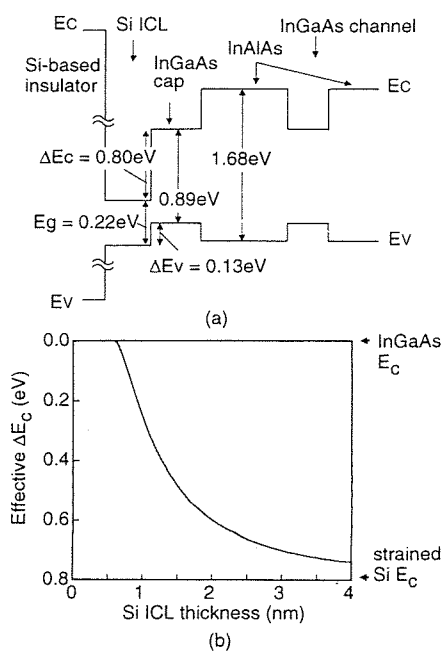 Ec
Si ICL
InGaAs channel
Si-based
insulator
InGaAs
cap
InAlAs
Ec
ΔEc = 0.80eV
1.68eV
0.89eV
Eg = 0.22eV
Ev
ΔEv = 0.13eV
Ev
(a)
Effective ΔEC (eV)
0.0
0.2
0.4
0.6
0.8
InGaAs
EC
strained
Si EC
0
1
2
3
4
Si ICL thickness (nm)
(b)